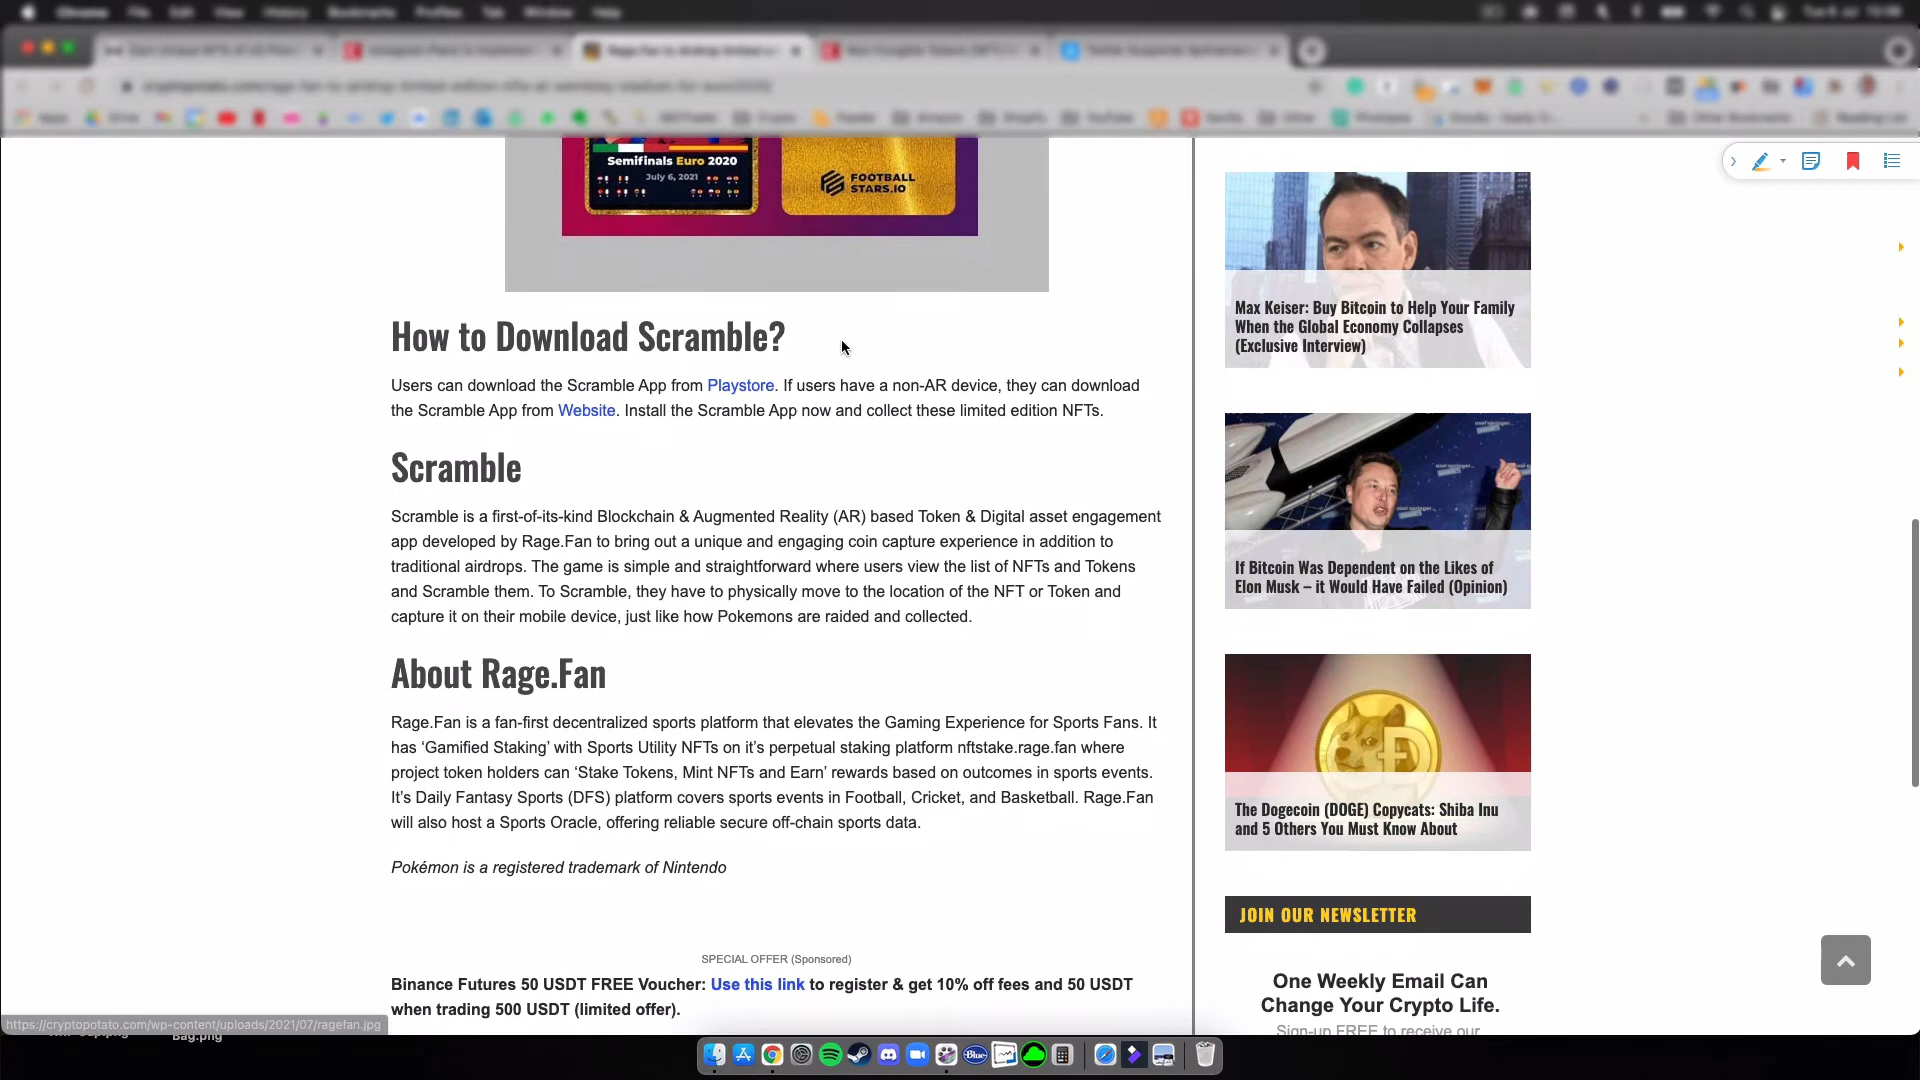 Semifinals Euro 2020
July 6, 2021
FOOTBALL
STARS.IO
How to Download Scramble?
Users can download the Scramble App from Playstore. If users have a non-AR device, they can download
the Scramble App from Website. Install the Scramble App now and collect these limited edition NFTs.
Scramble
Scramble is a first-of-its-kind Blockchain & Augmented Reality (AR) based Token & Digital asset engagement
app developed by Rage.Fan to bring out a unique and engaging coin capture experience in addition to
traditional airdrops. The game is simple and straightforward where users view the list of NFTs and Tokens
and Scramble them. To Scramble, they have to physically move to the location of the NFT or Token and
capture it on their mobile device, just like how Pokemons are raided and collected.
About Rage.Fan
Rage.Fan is a fan-first decentralized sports platform that elevates the Gaming Experience for Sports Fans. It
has ‘Gamified Staking’ with Sports Utility NFTs on it’s perpetual staking platform nftstake.rage.fan where
project token holders can ‘Stake Tokens, Mint NFTs and Earn’ rewards based on outcomes in sports events.
It’s Daily Fantasy Sports (DFS) platform covers sports events in Football, Cricket, and Basketball. Rage.Fan
will also host a Sports Oracle, offering reliable secure off-chain sports data.
Pokémon is a registered trademark of Nintendo
SPECIAL OFFER (Sponsored)
Binance Futures 50 USDT FREE Voucher: Use this link to register & get 10% off fees and 50 USDT
when trading 500 USDT (limited offer).
https://cryptopotato.com/wp-content/uploads/2021/07/ragefan.jpg
Bag.png
Max Keiser: Buy Bitcoin to Help Your Family
When the Global Economy Collapses
(Exclusive Interview)
If Bitcoin Was Dependent on the Likes of
Elon Musk – it Would Have Failed (Opinion)
The Dogecoin (DOGE) Copycats: Shiba Inu
and 5 Others You Must Know About
JOIN OUR NEWSLETTER
One Weekly Email Can
Change Your Crypto Life.
Sign-up FREE to receive our